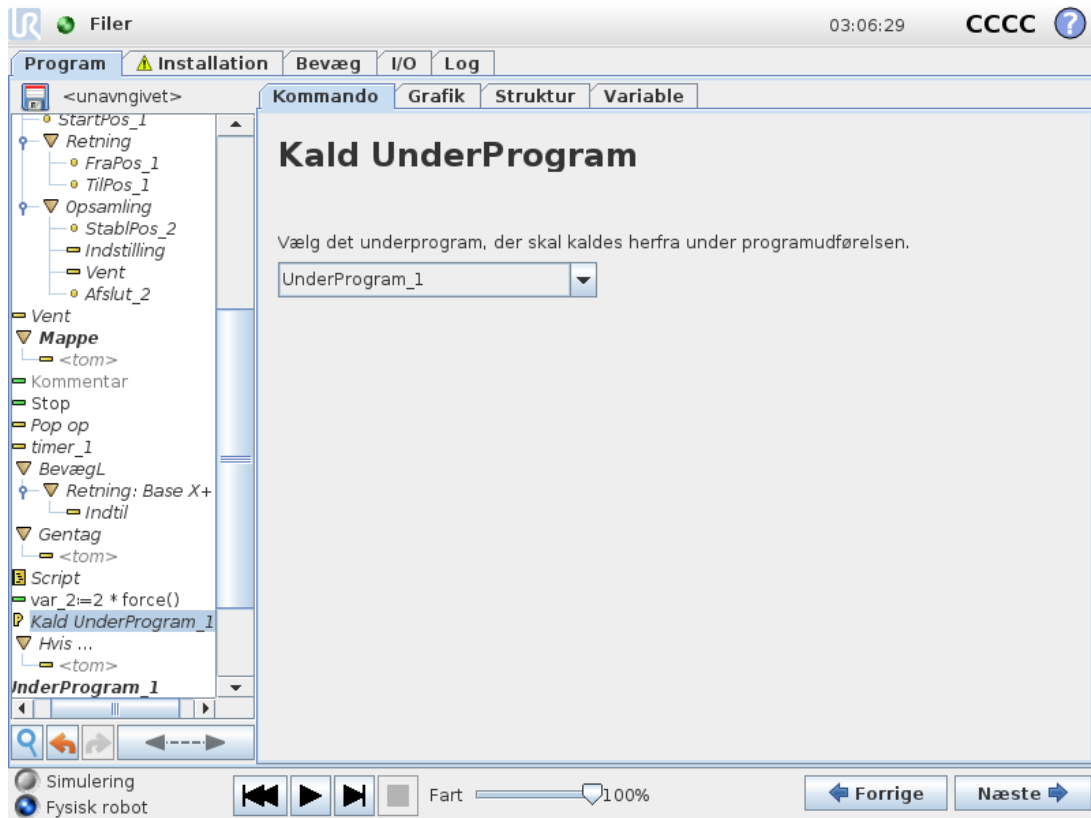 UR Filer 03:06:29 CCCC ?
Program Installation Bevæg I/O Log
<unavngivet>
Kommando Grafik Struktur Variable
StartPos_1
Retning
FraPos_1
TilPos_1
Opsamling
StablPos_2
Indstilling
Vent
Afslut_2
Vent
Mappe
<tom>
Kommentar
Stop
Pop op
timer_1
BevægL
Retning: Base X+
Indtil
Gentag
<tom>
Script
var_2:=2 * force()
Kald UnderProgram_1
Hvis ...
<tom>
UnderProgram_1
Kald UnderProgram
Vælg det underprogram, der skal kaldes herfra under programudførelsen.
UnderProgram_1
Simulering
Fysisk robot
Fart 100%
Forrige Næste